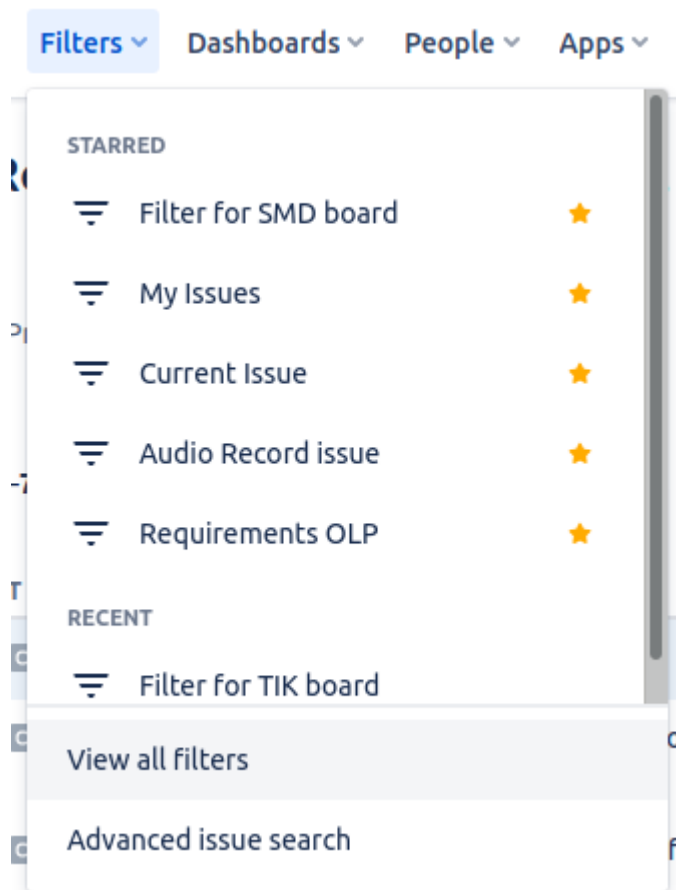 Filters Dashboards People Apps
STARRED
Filter for SMD board
My Issues
Current Issue
Audio Record issue
Requirements OLP
RECENT
Filter for TIK board
View all filters
Advanced issue search